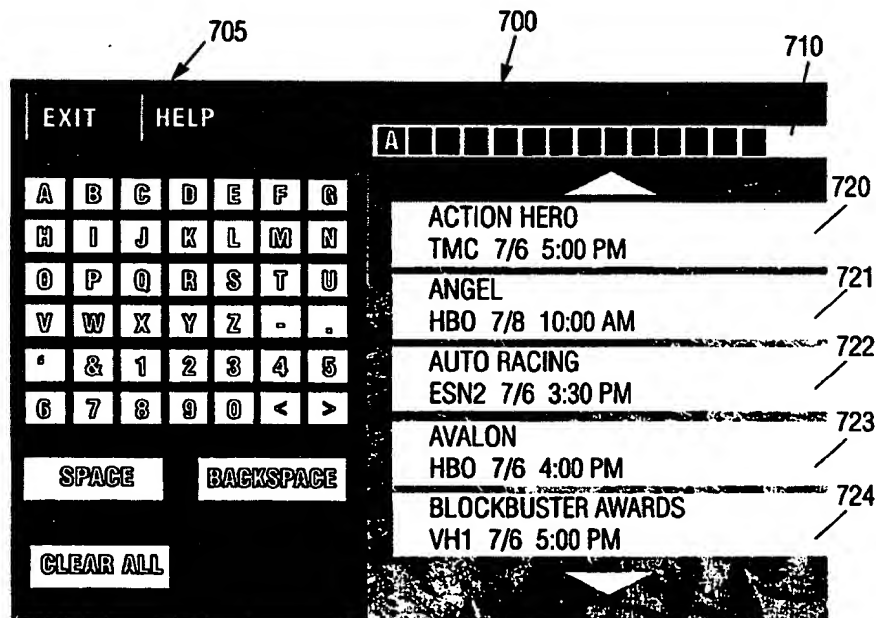 705
700
710
EXIT HELP
A
A B C D E F G
H I J K L M N
O P Q R S T U
V W X Y Z - .
' & 1 2 3 4 5
6 7 8 9 0 < >
SPACE BACKSPACE
CLEAR ALL
720
ACTION HERO
TMC 7/6 5:00 PM
721
ANGEL
HBO 7/8 10:00 AM
722
AUTO RACING
ESN2 7/6 3:30 PM
723
AVALON
HBO 7/6 4:00 PM
724
BLOCKBUSTER AWARDS
VH1 7/6 5:00 PM